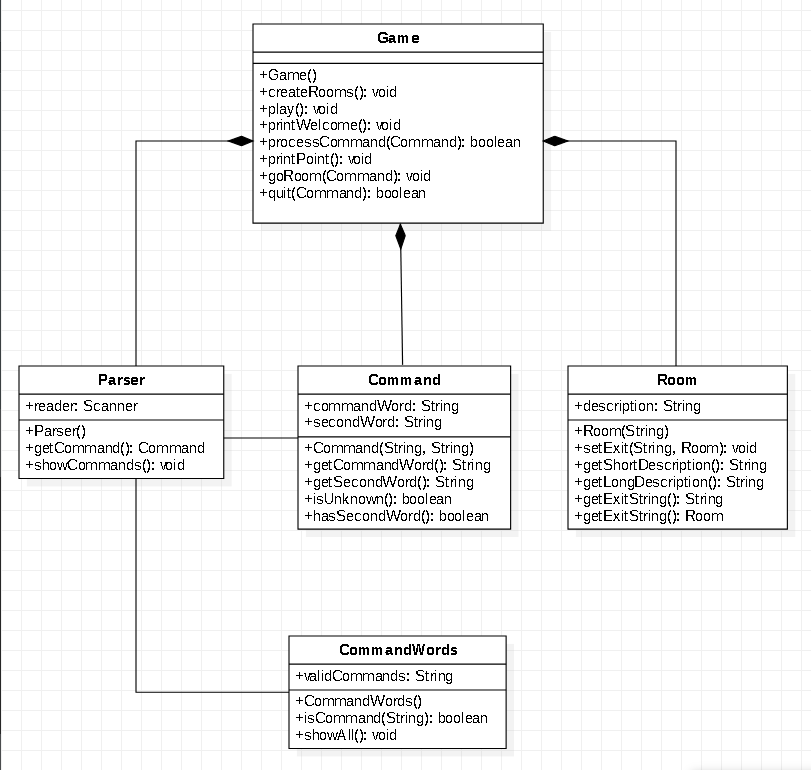 Game
+Game()
+createRooms(): void
+play(): void
+printWelcome(): void
+processCommand(Command): boolean
+printPoint(): void
+goRoom(Command): void
+quit(Command): boolean
Parser
+reader: Scanner
+Parser()
+getCommand(): Command
+showCommands(): void
Command
+commandWord: String
+secondWord: String
+Command(String, String)
+getCommandWord(): String
+getSecondWord(): String
+isUnknown(): boolean
+hasSecondWord(): boolean
Room
+description: String
+Room(String)
+setExit(String, Room): void
+getShortDescription(): String
+getLongDescription(): String
+getExitString(): String
+getExitString(): Room
CommandWords
+validCommands: String
+CommandWords()
+isCommand(String): boolean
+showAll(): void